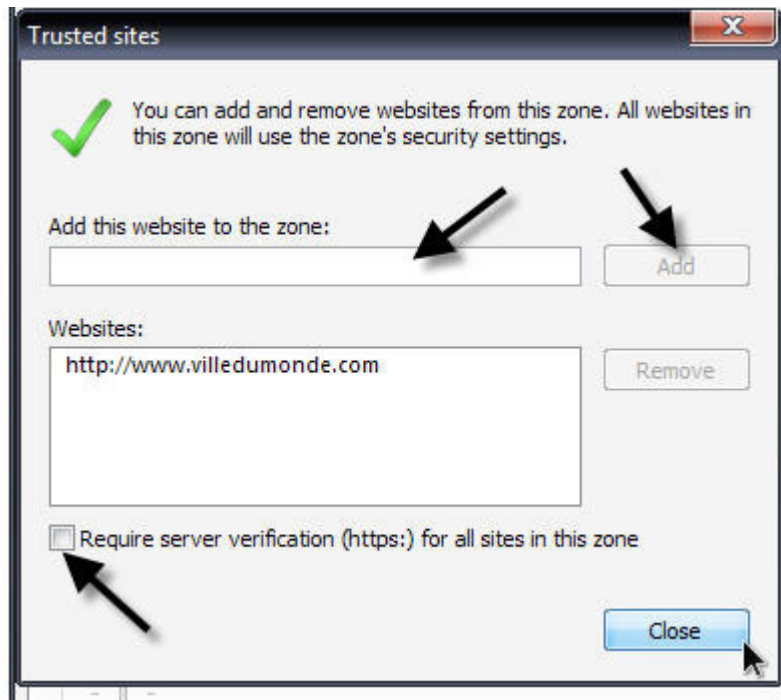 Trusted sites
You can add and remove websites from this zone. All websites in
this zone will use the zone's security settings.
Add this website to the zone:
Add
Websites:
http://www.villedumonde.com
Remove
Require server verification (https:) for all sites in this zone
Close